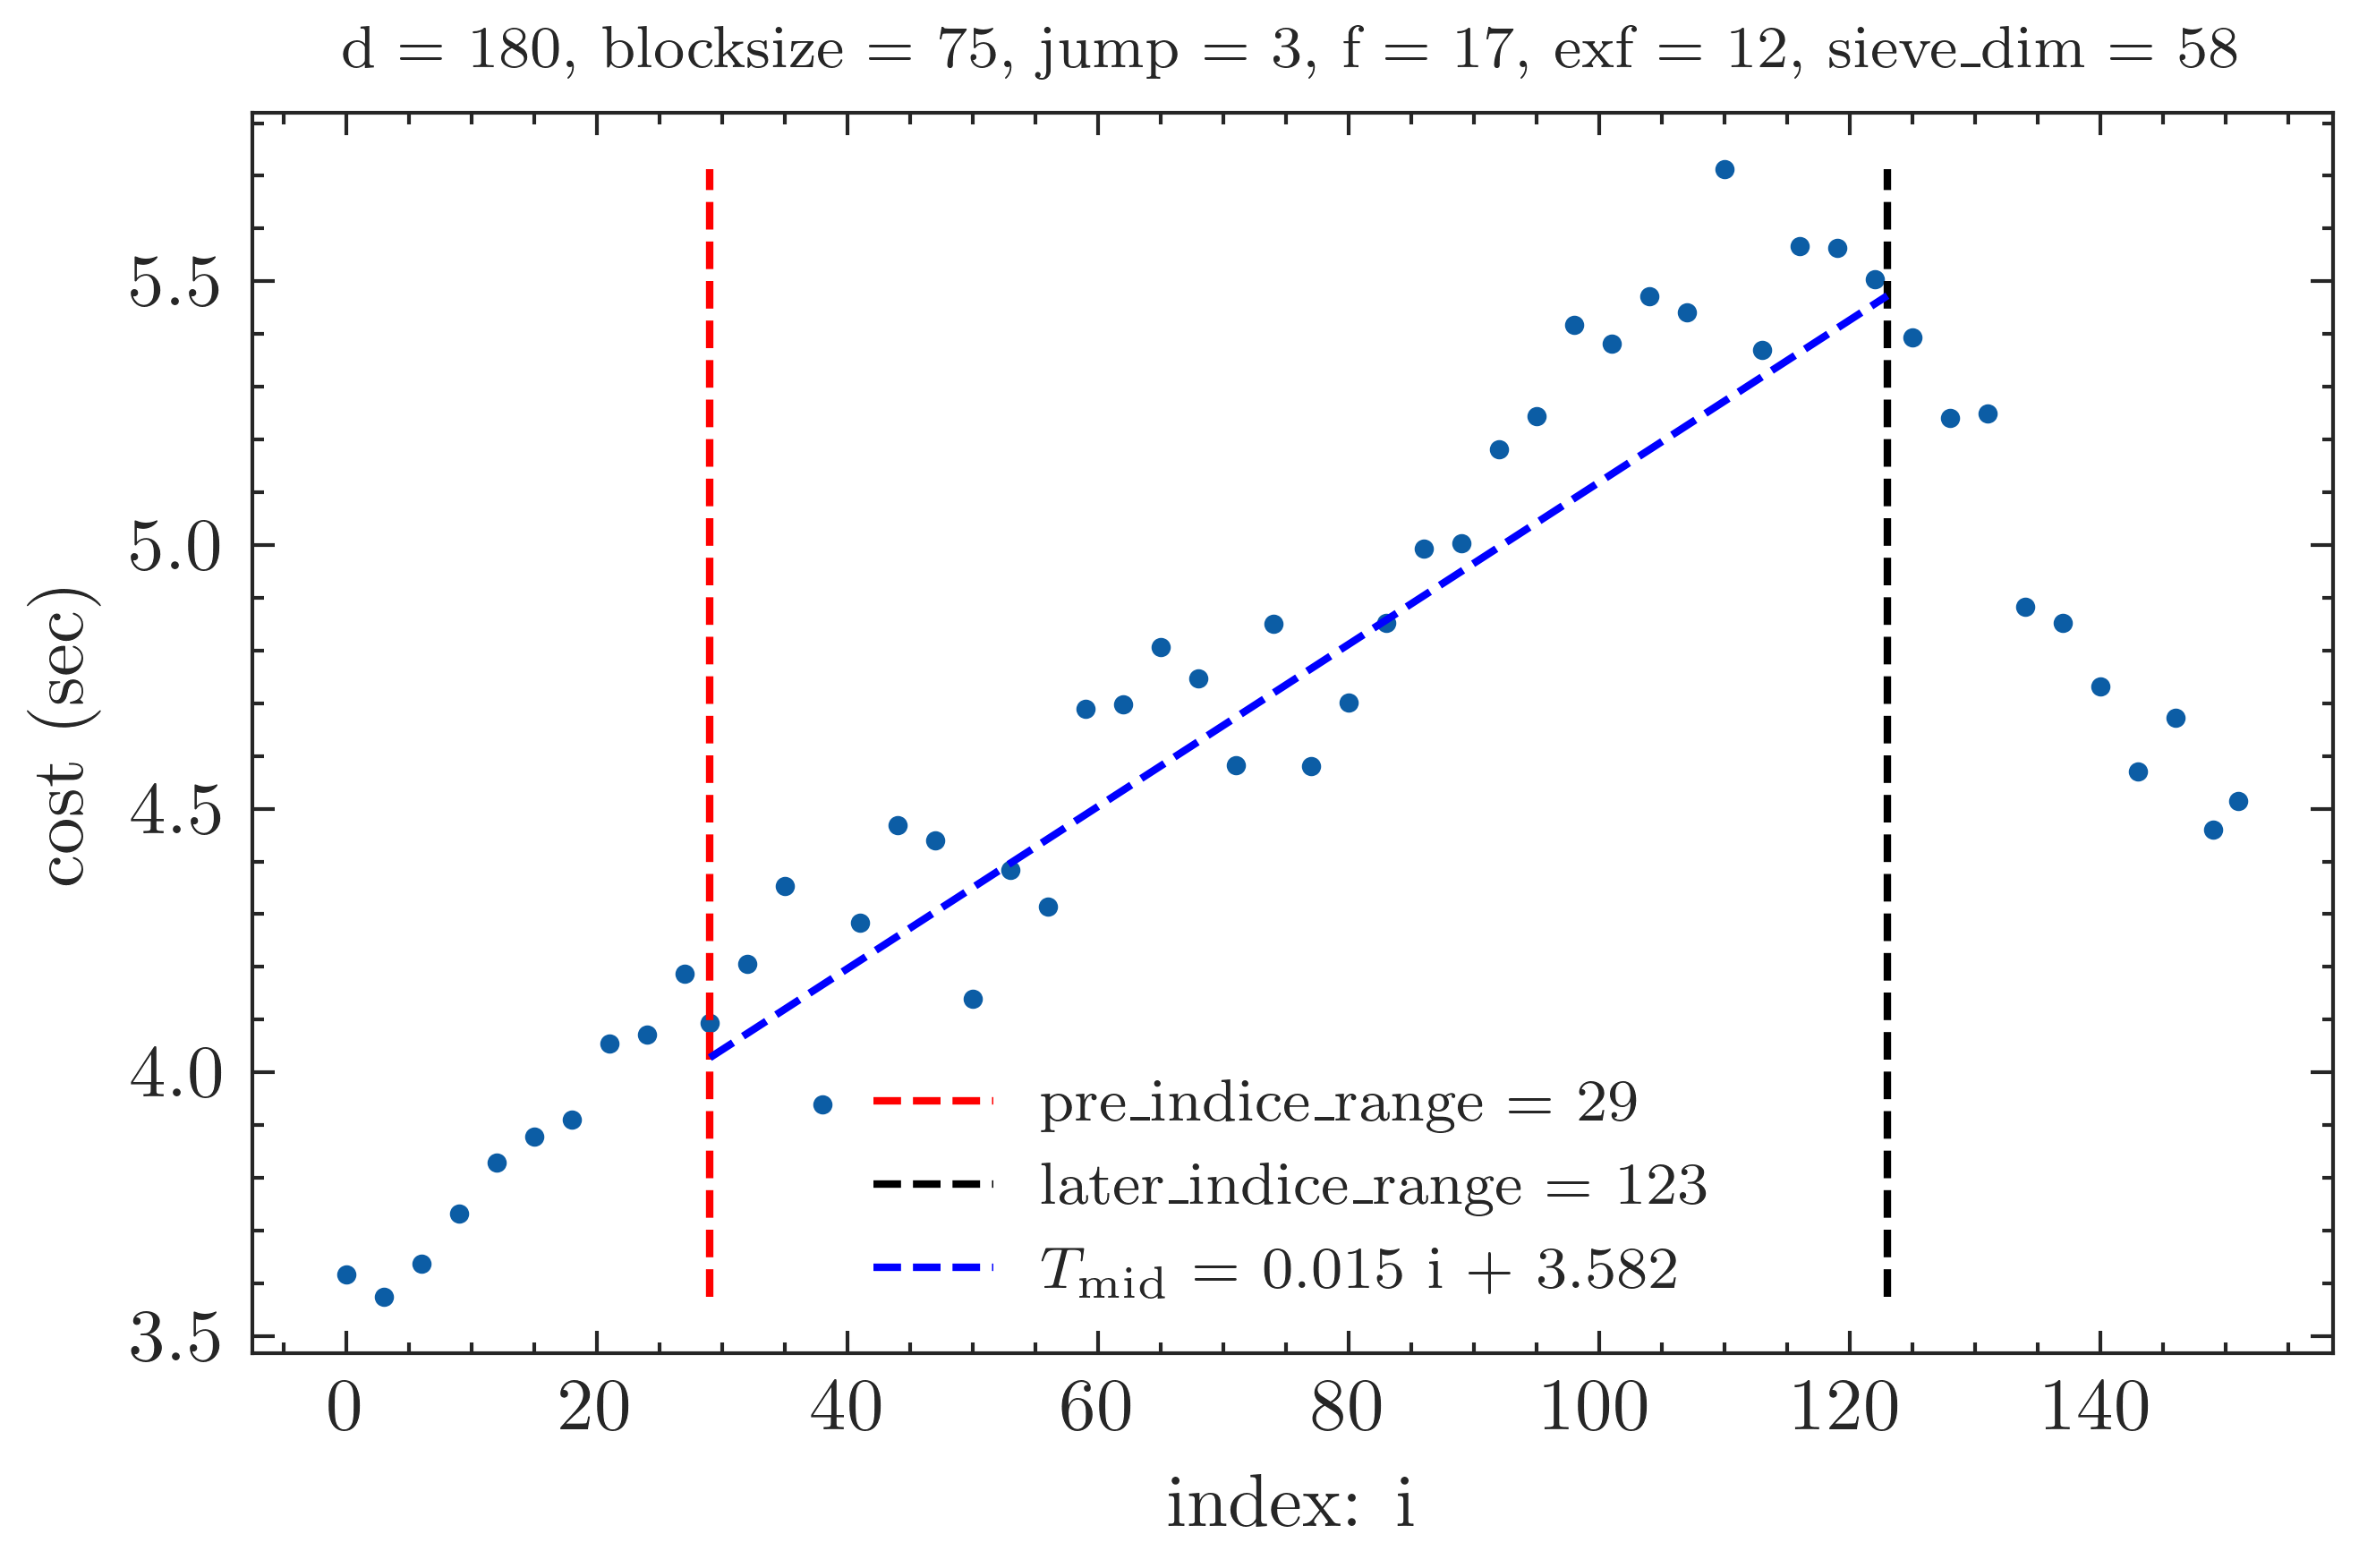 d = 180, blocksize = 75, jump = 3, f = 17, exf = 12, sieve_dim = 58
5.5
5.0
4.5
4.0
3.5
cost (sec)
pre_indice_range = 29
later_indice_range = 123
T_mid = 0.015 i + 3.582
0 20 40 60 80 100 120 140
index: i